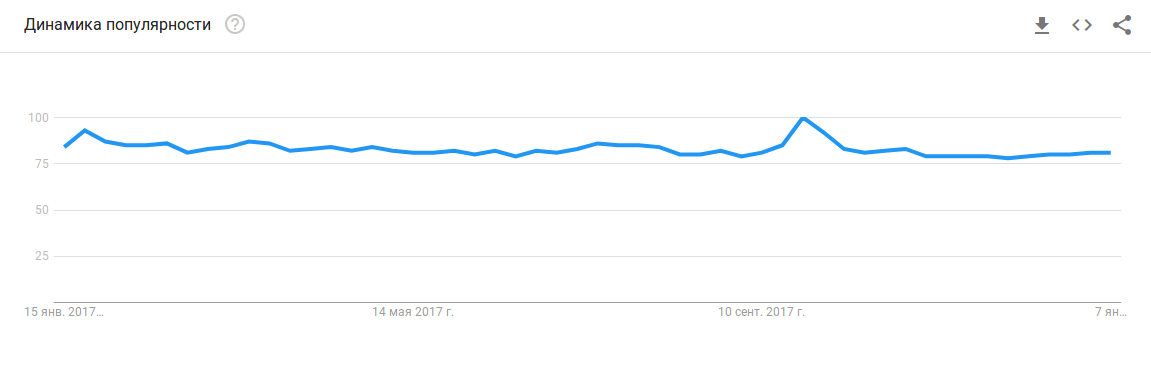 Динамика популярности
100
75
50
25
15 янв. 2017…
14 мая 2017 г.
10 сент. 2017 г.
7 ян…